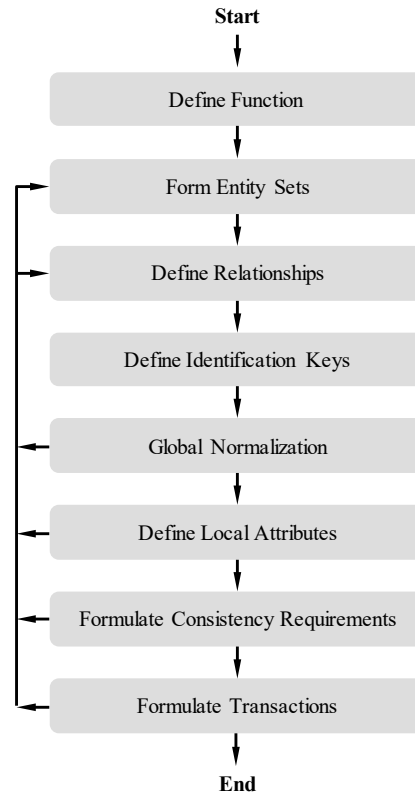 Start
Define Function
Form Entity Sets
Define Relationships
Define Identification Keys
Global Normalization
Define Local Attributes
Formulate Consistency Requirements
Formulate Transactions
End